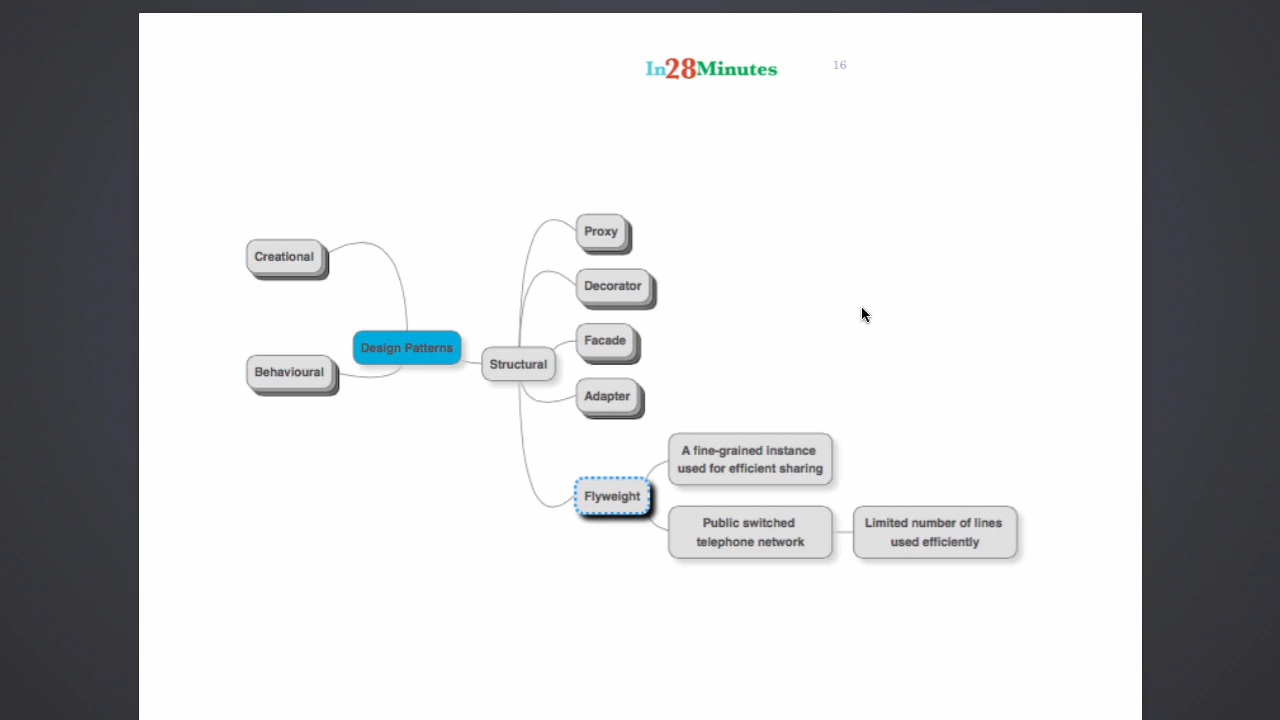 In28Minutes
16
Creational
Behavioural
Design Patterns
Structural
Proxy
Decorator
Facade
Adapter
Flyweight
A fine-grained instance
used for efficient sharing
Public switched
telephone network
Limited number of lines
used efficiently